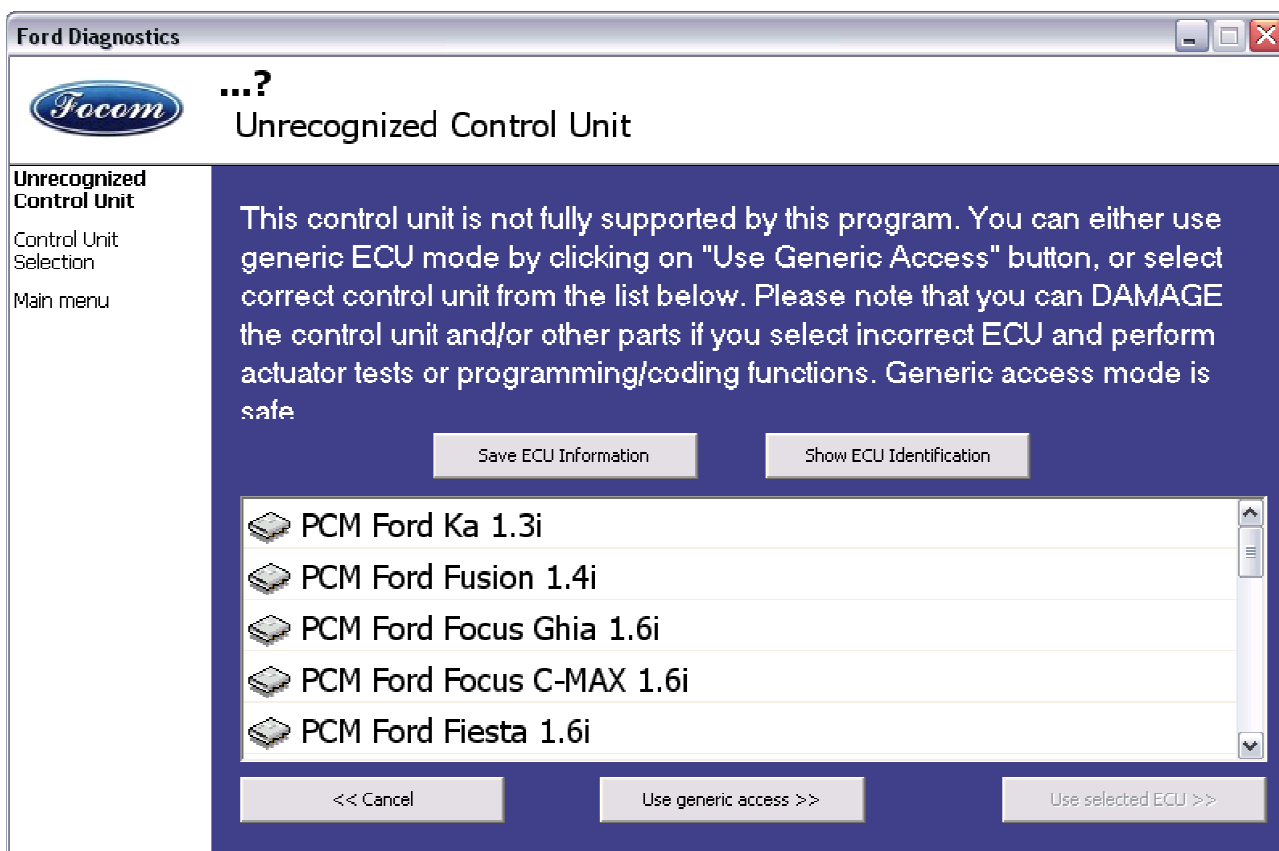 Ford Diagnostics
Focom
...?
Unrecognized Control Unit
Unrecognized
Control Unit
Control Unit
Selection
Main menu
This control unit is not fully supported by this program. You can either use
generic ECU mode by clicking on "Use Generic Access" button, or select
correct control unit from the list below. Please note that you can DAMAGE
the control unit and/or other parts if you select incorrect ECU and perform
actuator tests or programming/coding functions. Generic access mode is
safe
Save ECU Information
Show ECU Identification
PCM Ford Ka 1.3i
PCM Ford Fusion 1.4i
PCM Ford Focus Ghia 1.6i
PCM Ford Focus C-MAX 1.6i
PCM Ford Fiesta 1.6i
<< Cancel
Use generic access >>
Use selected ECU >>